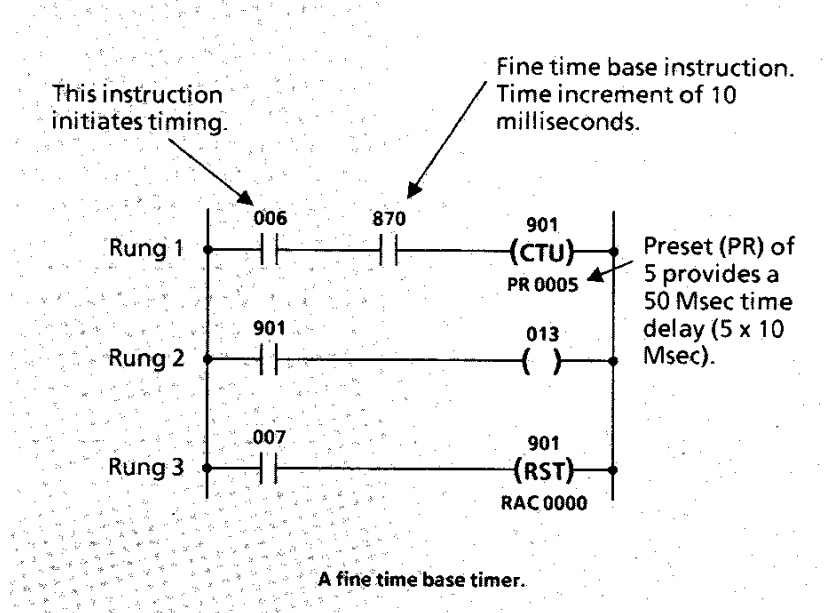 This instruction
initiates timing.
Fine time base instruction.
Time increment of 10
milliseconds.
006
870
901
Rung 1
(CTU)
PR 0005
Preset (PR) of
5 provides a
50 Msec time
delay (5 x 10
Msec).
901
013
Rung 2
( )
007
901
Rung 3
(RST)
RAC 0000
A fine time base timer.